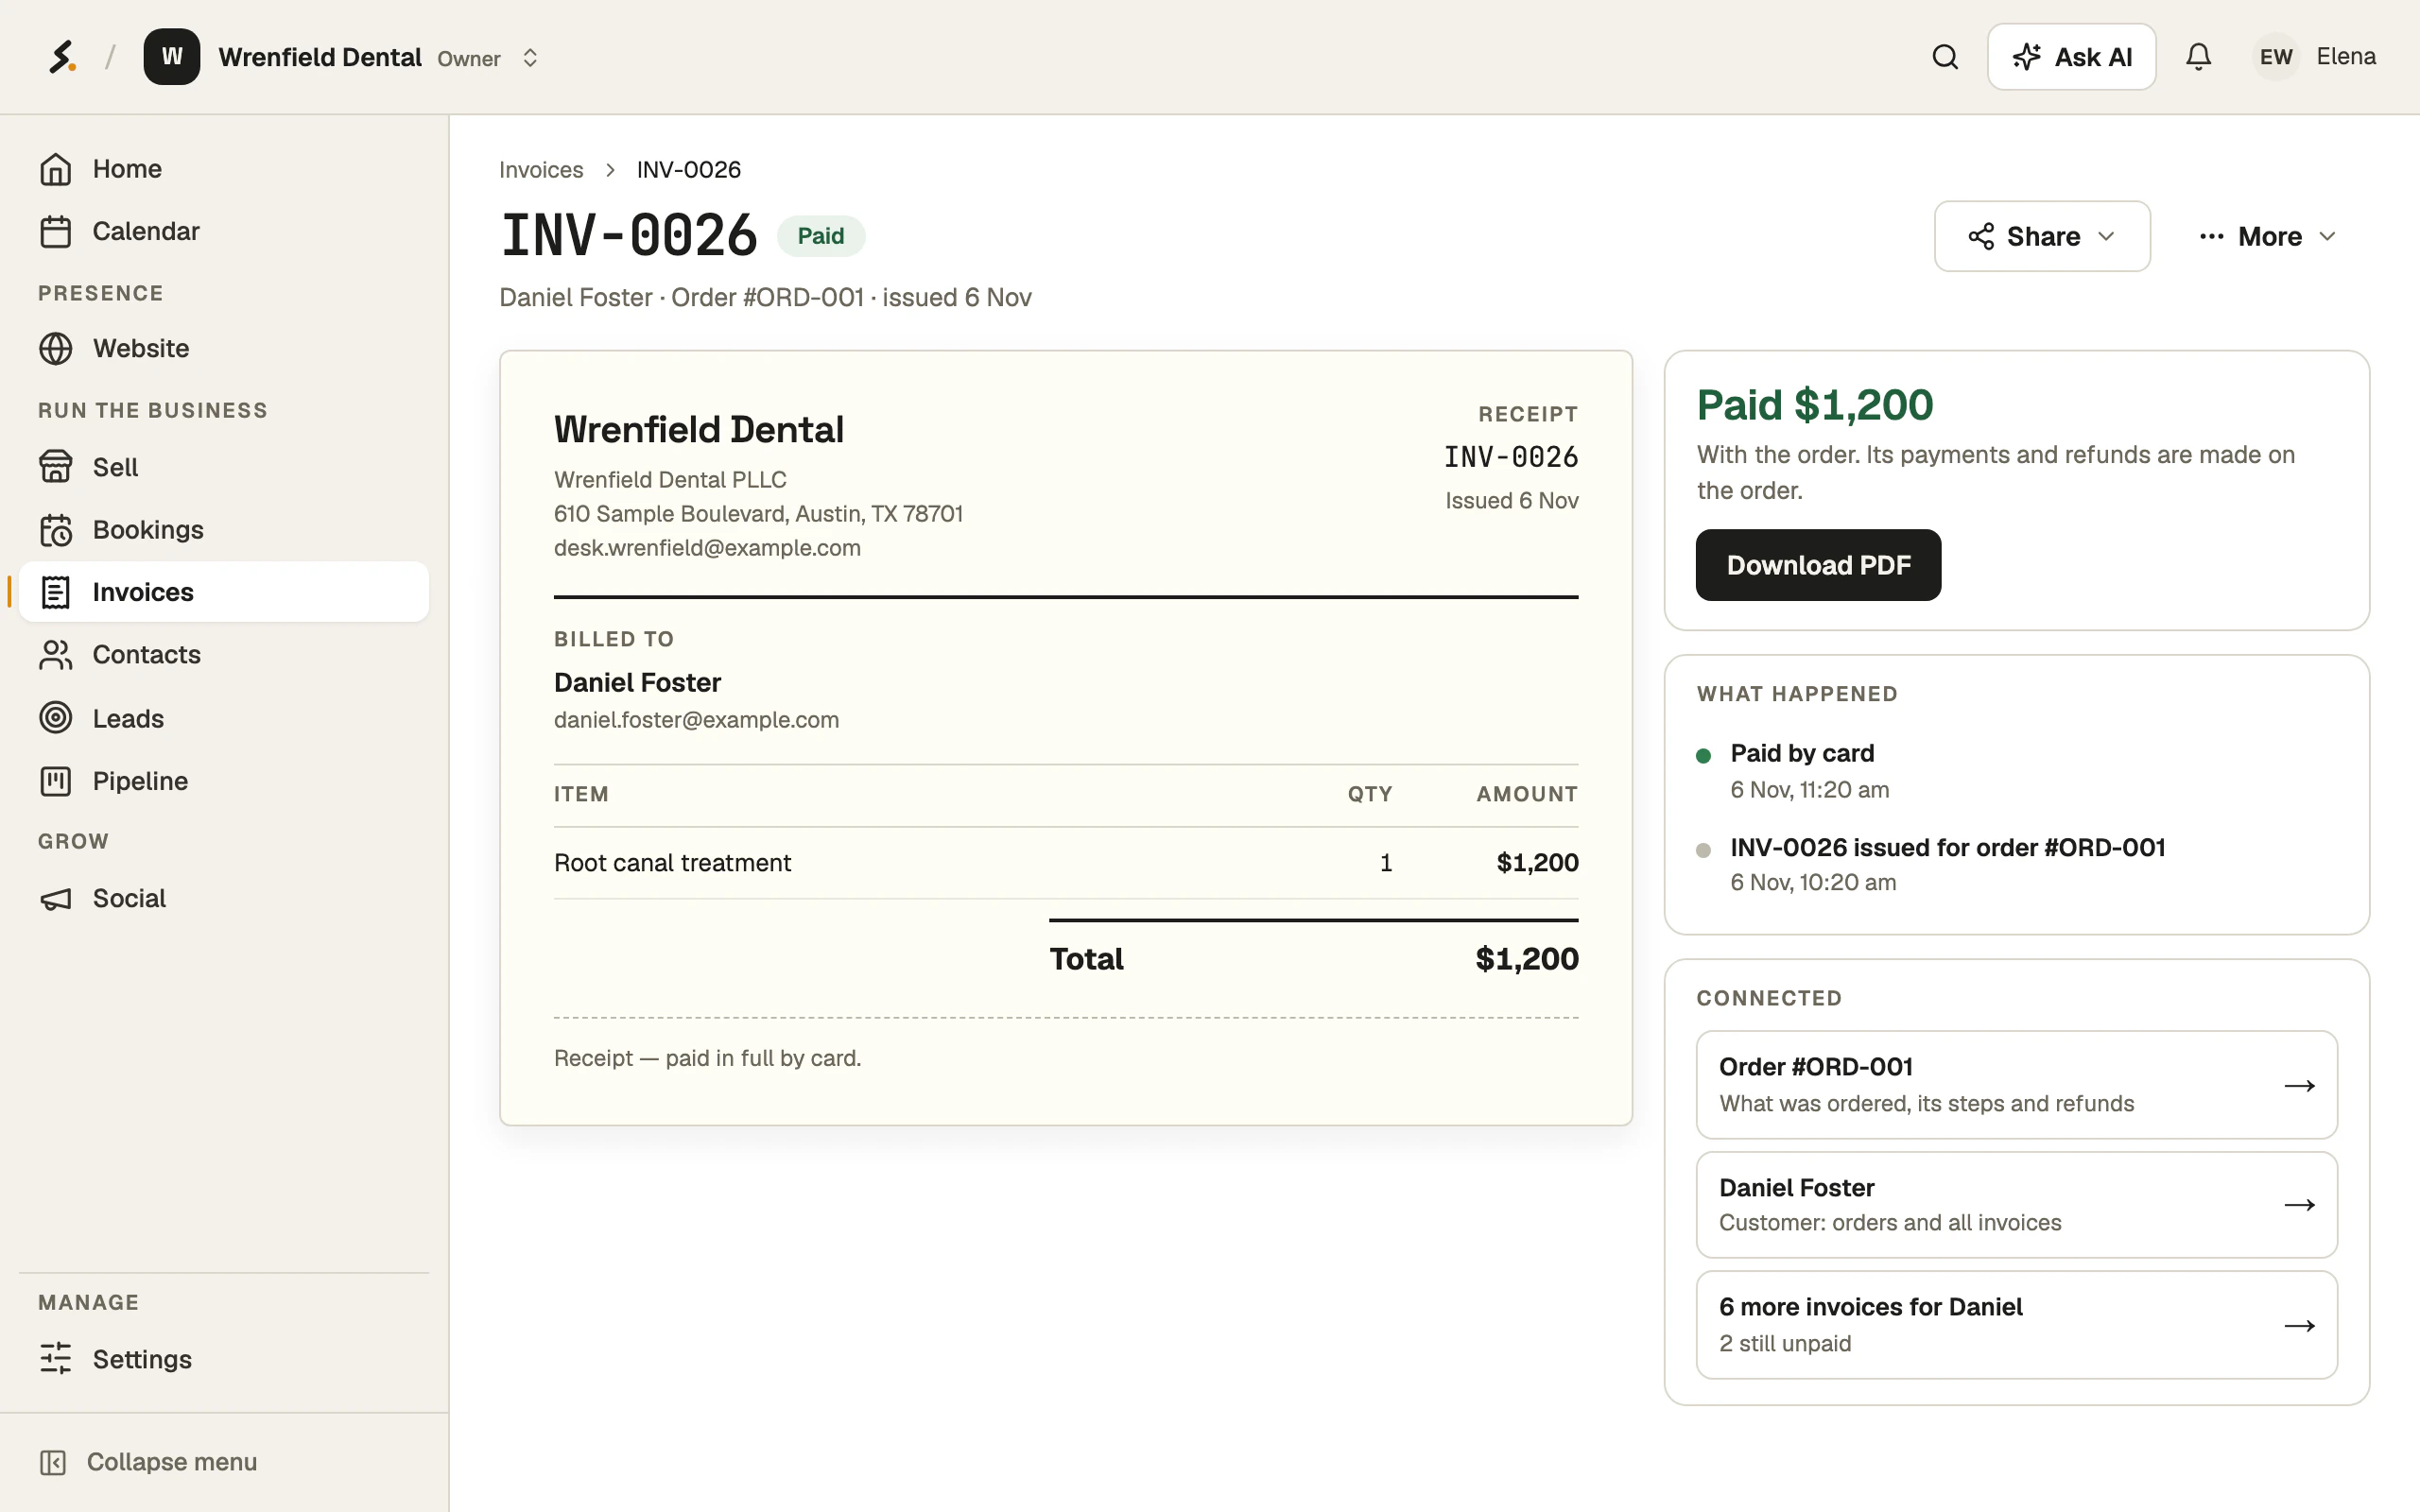 / W Wrenfield Dental Owner
Ask AI
EW Elena
Home
Calendar
PRESENCE
Website
RUN THE BUSINESS
Sell
Bookings
Invoices
Contacts
Leads
Pipeline
GROW
Social
MANAGE
Settings
Collapse menu
Invoices > INV-0026
INV-0026 Paid
Daniel Foster · Order #ORD-001 · issued 6 Nov
Share
··· More
Wrenfield Dental
Wrenfield Dental PLLC
610 Sample Boulevard, Austin, TX 78701
desk.wrenfield@example.com
RECEIPT
INV-0026
Issued 6 Nov
BILLED TO
Daniel Foster
daniel.foster@example.com
ITEM QTY AMOUNT
Root canal treatment 1 $1,200
Total $1,200
Receipt — paid in full by card.
Paid $1,200
With the order. Its payments and refunds are made on
the order.
Download PDF
WHAT HAPPENED
Paid by card
6 Nov, 11:20 am
INV-0026 issued for order #ORD-001
6 Nov, 10:20 am
CONNECTED
Order #ORD-001
What was ordered, its steps and refunds
Daniel Foster
Customer: orders and all invoices
6 more invoices for Daniel
2 still unpaid